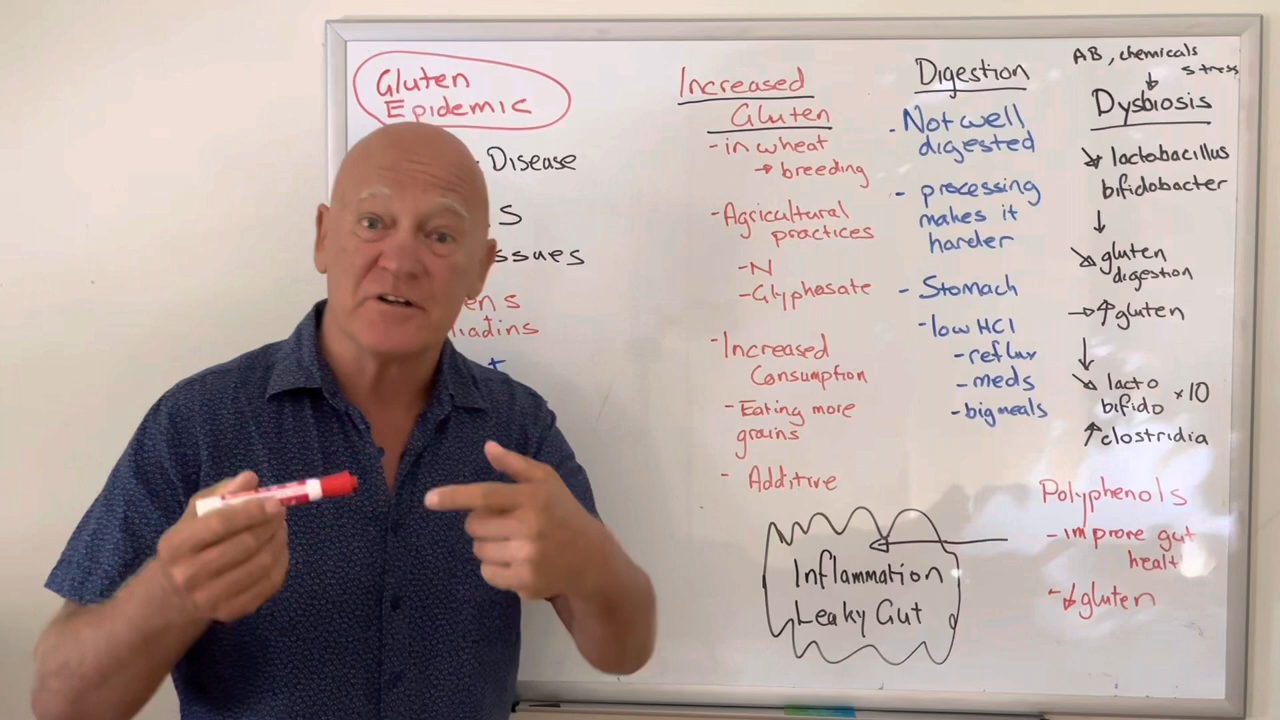 Gluten
Epidemic
- Disease
s
ssues
ens
liadins
+
Increased
Gluten
- in wheat
→ breeding
- Agricultural
practices
- N
- Glyphosate
- Increased
Consumption
- Eating more
grains
- Additive
Inflammation
Leaky Gut
Digestion
- Not well
digested
- processing
makes it
harder
- Stomach
- low HCl
- reflux
- meds
- big meals
AB, chemicals
stress
↓
Dysbiosis
↘ lactobacillus
bifidobacter
↓
↘ gluten
digestion
→ ↑ gluten
↓
↘ lacto
bifido ×10
↑ clostridia
Polyphenols
- improve gut
healt
- ↓ gluten